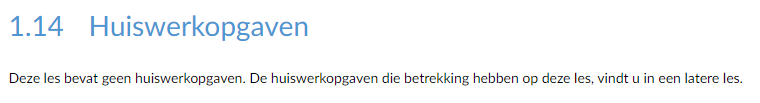 1.14 Huiswerkopgaven
Deze les bevat geen huiswerkopgaven. De huiswerkopgaven die betrekking hebben op deze les, vindt u in een latere les.